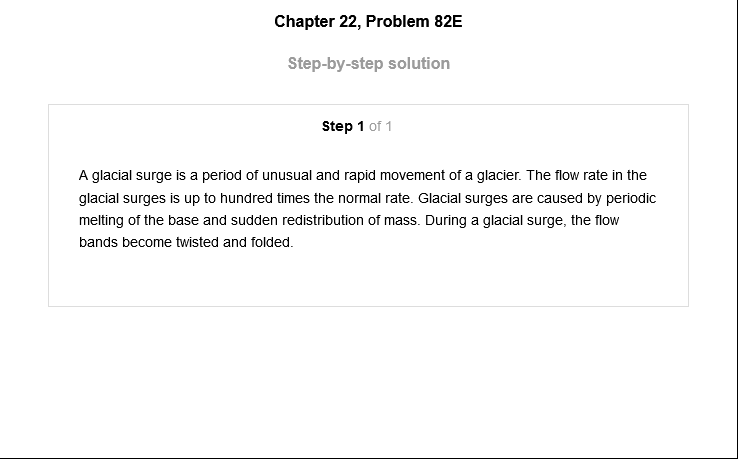 Chapter 22, Problem 82E
Step-by-step solution
Step 1 of 1
A glacial surge is a period of unusual and rapid movement of a glacier. The flow rate in the
glacial surges is up to hundred times the normal rate. Glacial surges are caused by periodic
melting of the base and sudden redistribution of mass. During a glacial surge, the flow
bands become twisted and folded.